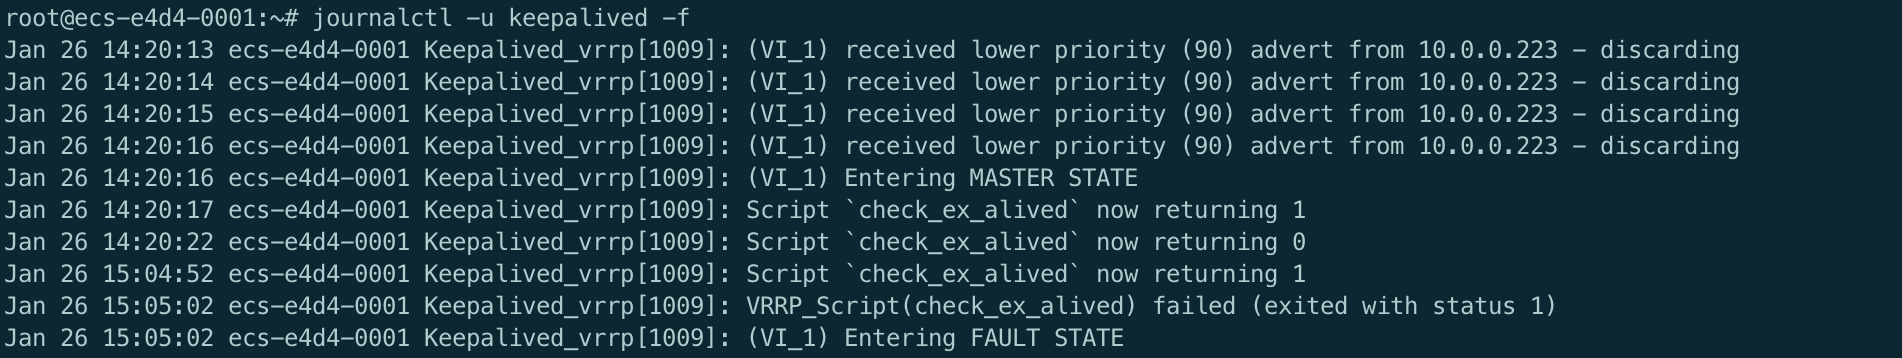 root@ecs-e4d4-0001:~# journalctl -u keepalived -f
Jan 26 14:20:13 ecs-e4d4-0001 Keepalived_vrrp[1009]: (VI_1) received lower priority (90) advert from 10.0.0.223 - discarding
Jan 26 14:20:14 ecs-e4d4-0001 Keepalived_vrrp[1009]: (VI_1) received lower priority (90) advert from 10.0.0.223 - discarding
Jan 26 14:20:15 ecs-e4d4-0001 Keepalived_vrrp[1009]: (VI_1) received lower priority (90) advert from 10.0.0.223 - discarding
Jan 26 14:20:16 ecs-e4d4-0001 Keepalived_vrrp[1009]: (VI_1) received lower priority (90) advert from 10.0.0.223 - discarding
Jan 26 14:20:16 ecs-e4d4-0001 Keepalived_vrrp[1009]: (VI_1) Entering MASTER STATE
Jan 26 14:20:17 ecs-e4d4-0001 Keepalived_vrrp[1009]: Script `check_ex_alived` now returning 1
Jan 26 14:20:22 ecs-e4d4-0001 Keepalived_vrrp[1009]: Script `check_ex_alived` now returning 0
Jan 26 15:04:52 ecs-e4d4-0001 Keepalived_vrrp[1009]: Script `check_ex_alived` now returning 1
Jan 26 15:05:02 ecs-e4d4-0001 Keepalived_vrrp[1009]: VRRP_Script(check_ex_alived) failed (exited with status 1)
Jan 26 15:05:02 ecs-e4d4-0001 Keepalived_vrrp[1009]: (VI_1) Entering FAULT STATE